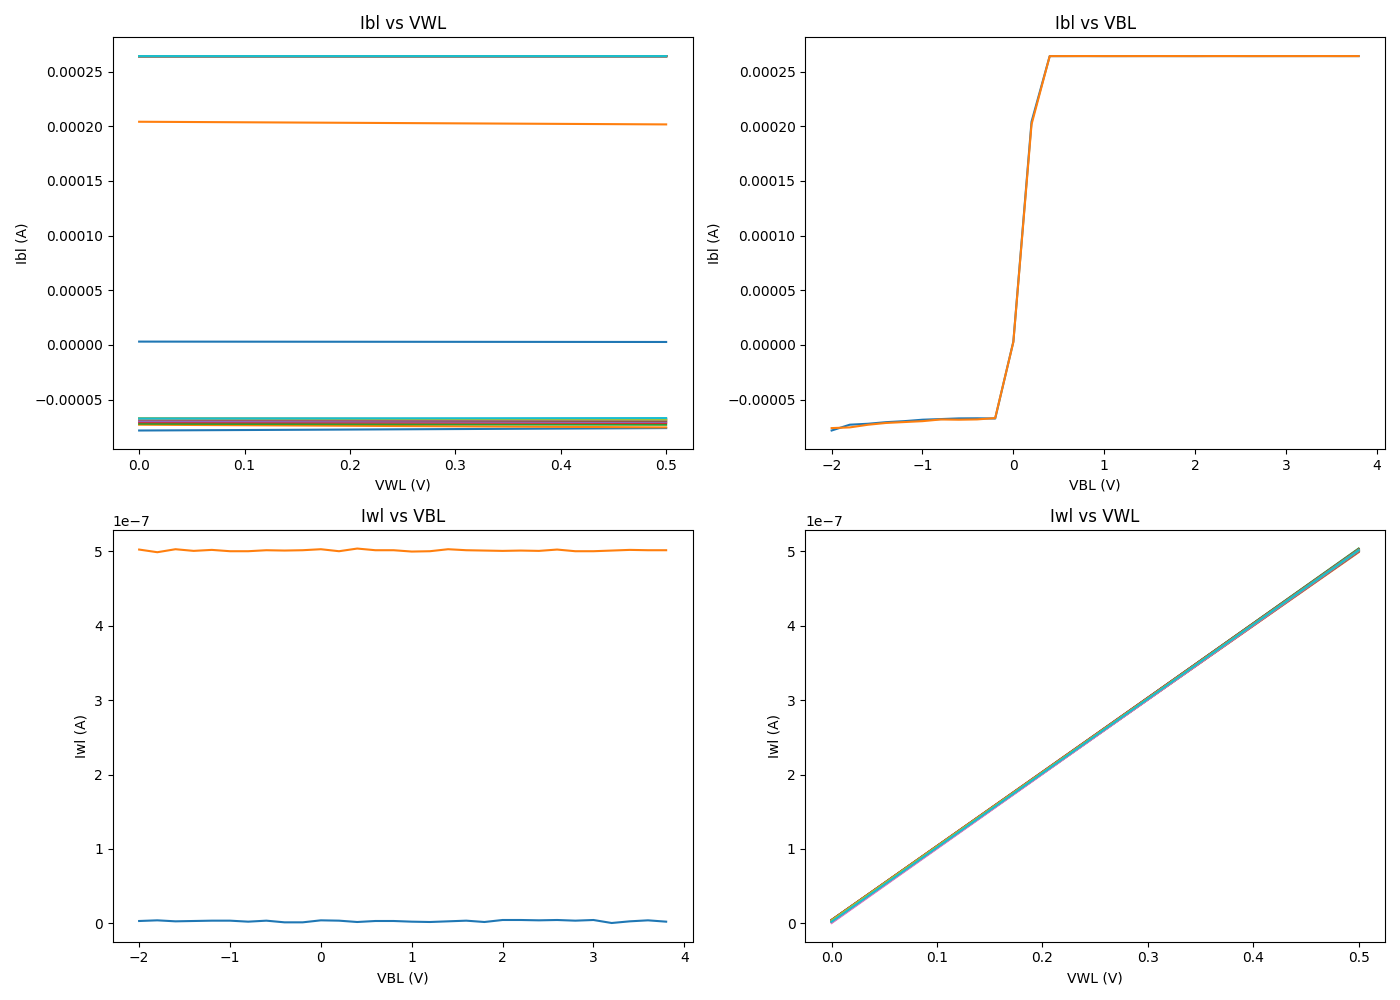 Ibl vs VWL
Ibl (A)
0.00025
0.00020
0.00015
0.00010
0.00005
0.00000
−0.00005
0.0 0.1 0.2 0.3 0.4 0.5
VWL (V)
Ibl vs VBL
Ibl (A)
0.00025
0.00020
0.00015
0.00010
0.00005
0.00000
−0.00005
−2 −1 0 1 2 3 4
VBL (V)
Iwl vs VBL
1e−7
Iwl (A)
5
4
3
2
1
0
−2 −1 0 1 2 3 4
VBL (V)
Iwl vs VWL
1e−7
Iwl (A)
5
4
3
2
1
0
0.0 0.1 0.2 0.3 0.4 0.5
VWL (V)